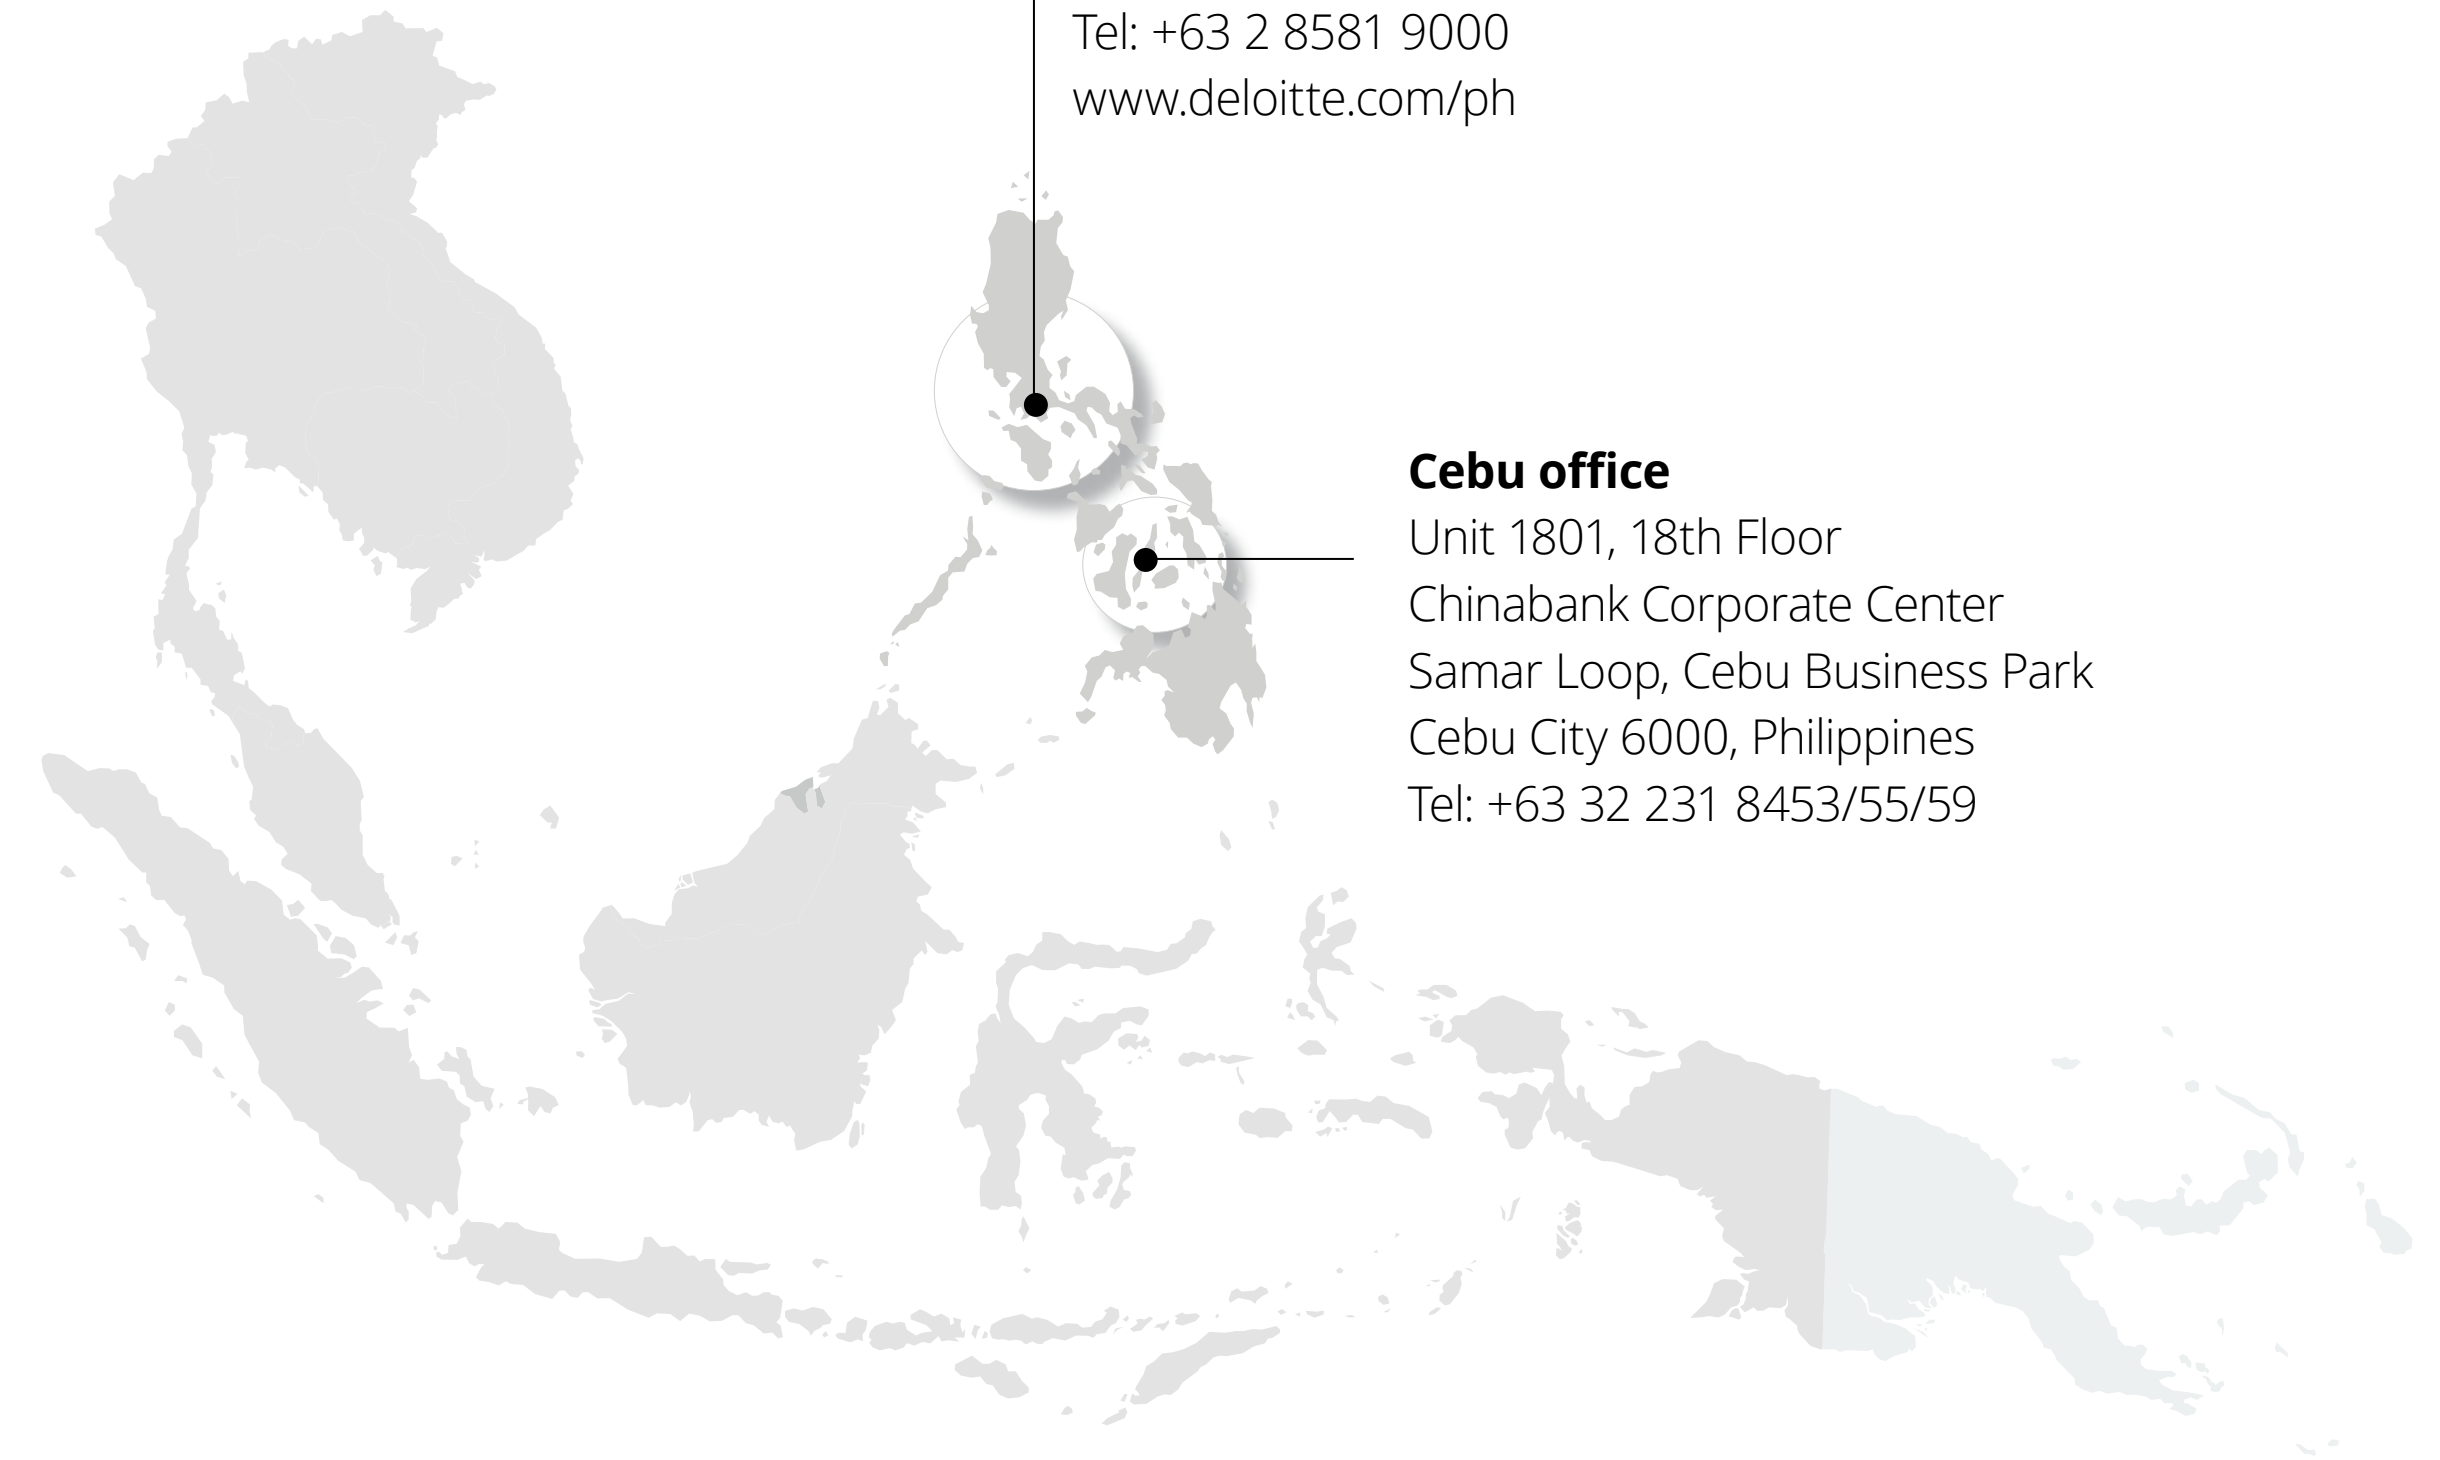 Tel: +63 2 8581 9000
www.deloitte.com/ph
Cebu office
Unit 1801, 18th Floor
Chinabank Corporate Center
Samar Loop, Cebu Business Park
Cebu City 6000, Philippines
Tel: +63 32 231 8453/55/59